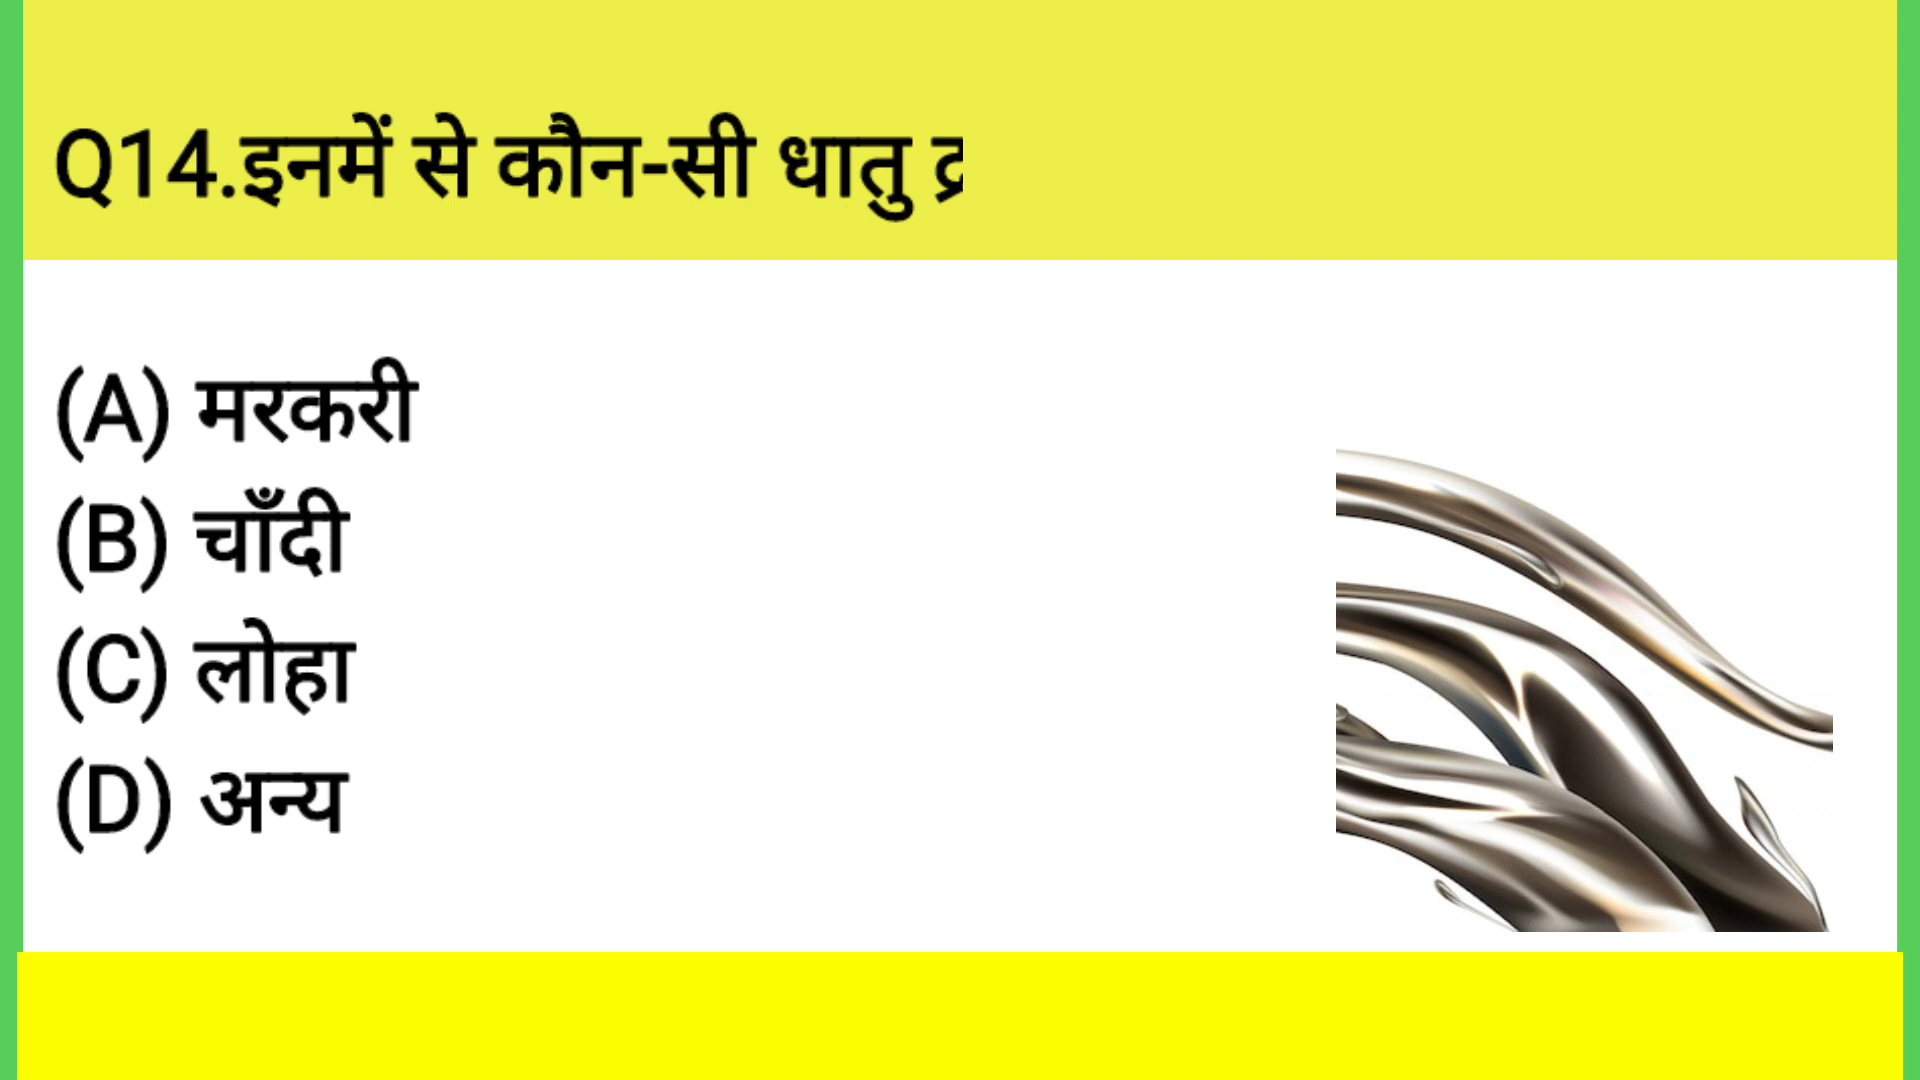 Q14.इनमें से कौन-सी धातु
(A) मरकरी
(B) चाँदी
(C) लोहा
(D) अन्य